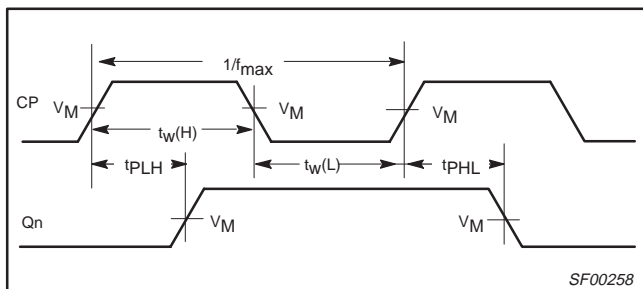 1/fmax
CP
VM
VM
VM
tw(H)
tPLH
tw(L)
tPHL
Qn
VM
VM
SF00258